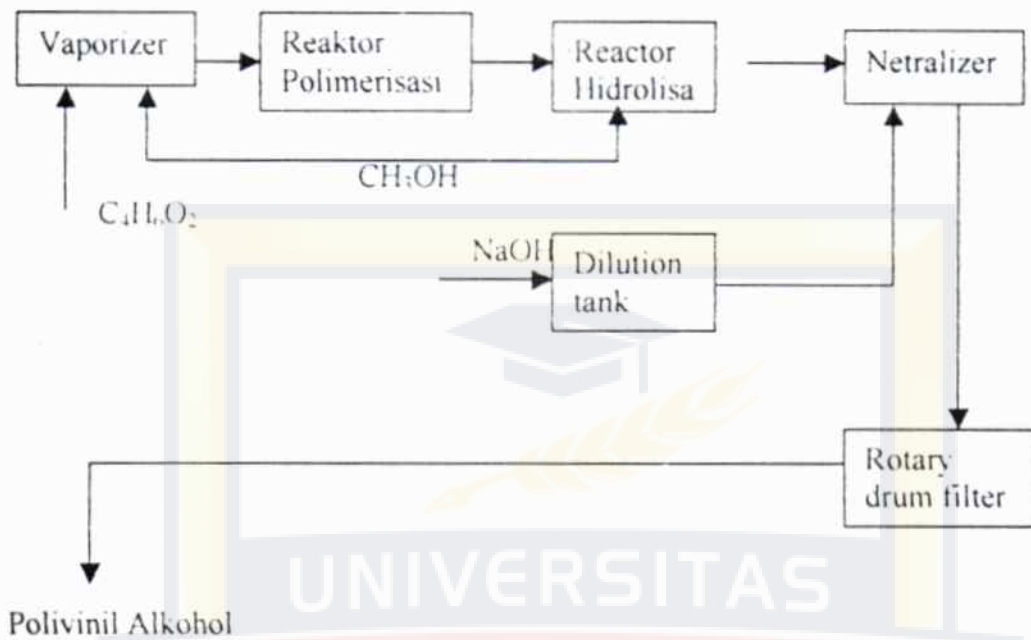 Vaporizer
Reaktor
Polimerisasi
Reactor
Hidrolisa
Netralizer
CH₃OH
C₄H₆O₂
NaOH
Dilution
tank
Rotary
drum filter
Polivinil Alkohol
UNIVERSITAS